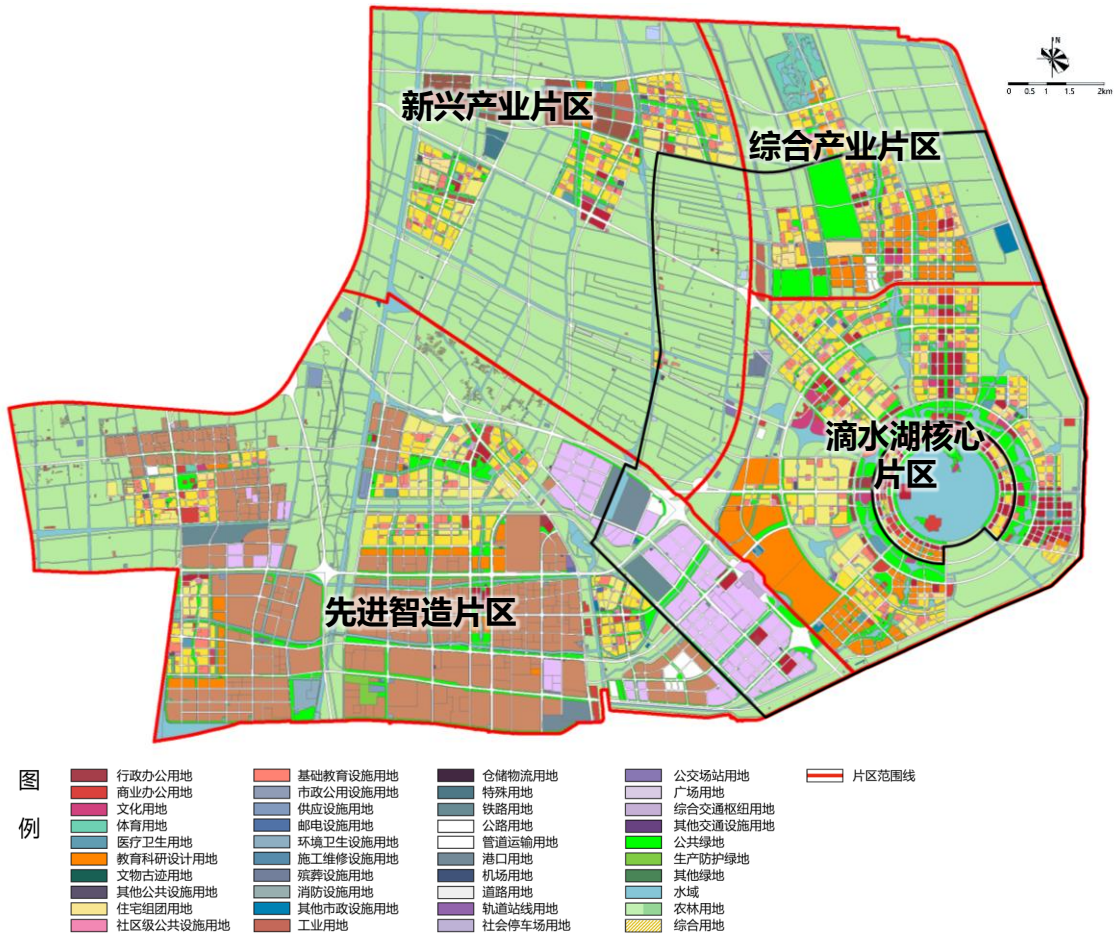 N
0 0.5 1 1.5 2km
新兴产业片区
综合产业片区
滴水湖核心
片区
先进智造片区
图
例
行政办公用地
商业办公用地
文化用地
体育用地
医疗卫生用地
教育科研设计用地
文物古迹用地
其他公共设施用地
住宅组团用地
社区级公共设施用地
基础教育设施用地
市政公用设施用地
供应设施用地
邮电设施用地
环境卫生设施用地
施工维修设施用地
殡葬设施用地
消防设施用地
其他市政设施用地
工业用地
仓储物流用地
特殊用地
铁路用地
公路用地
管道运输用地
港口用地
机场用地
道路用地
轨道站线用地
社会停车场用地
公交场站用地
广场用地
综合交通枢纽用地
其他交通设施用地
公共绿地
生产防护绿地
其他绿地
水域
农林用地
综合用地
片区范围线